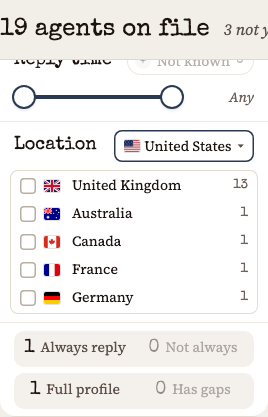 19 agents on file 3 not y
Reply time Not known
Any
Location United States
United Kingdom 13
Australia 1
Canada 1
France 1
Germany 1
1 Always reply 0 Not always
1 Full profile 0 Has gaps